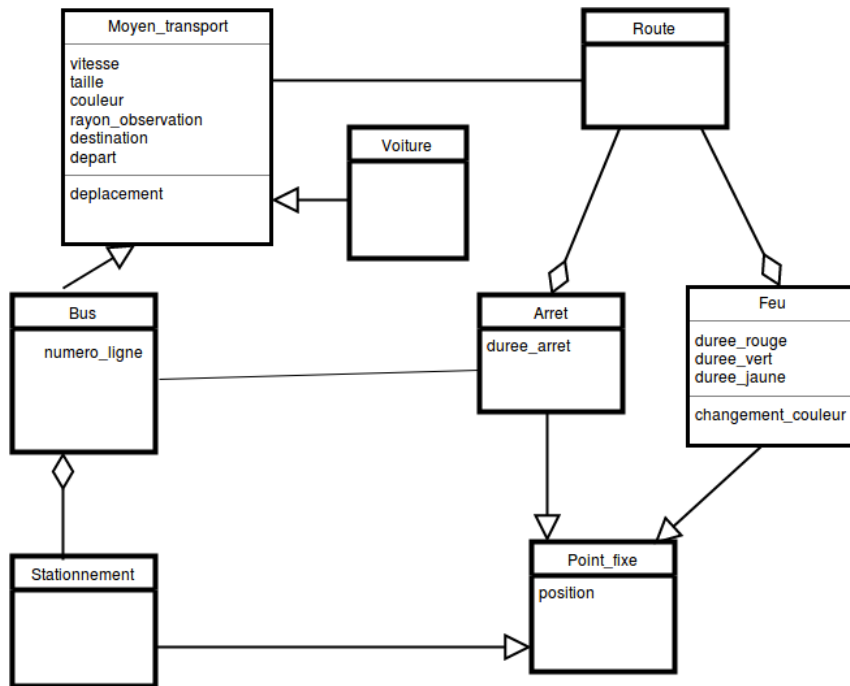 Moyen_transport
vitesse
taille
couleur
rayon_observation
destination
depart
deplacement
Route
Voiture
Bus
numero_ligne
Arret
duree_arret
Feu
duree_rouge
duree_vert
duree_jaune
changement_couleur
Stationnement
Point_fixe
position